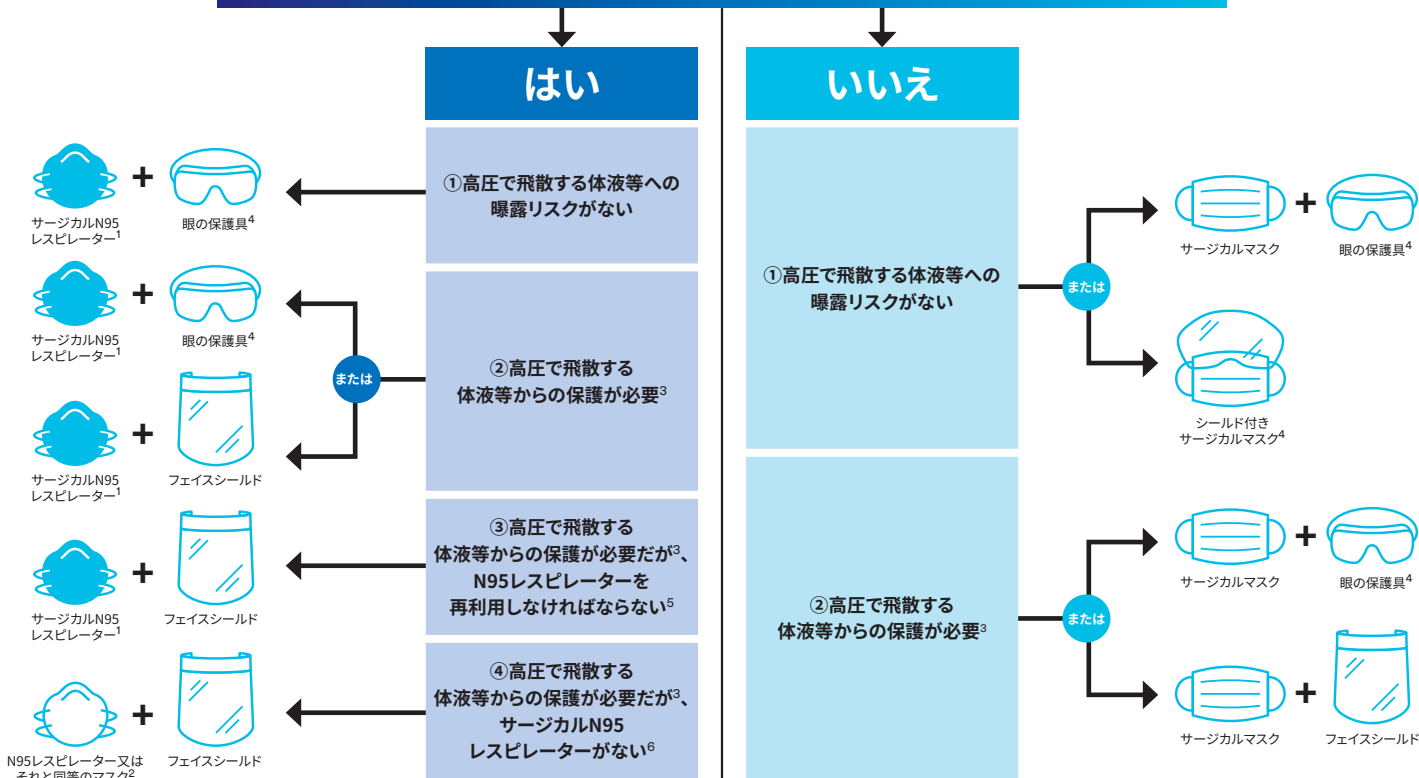 はい
いいえ
①高圧で飛散する体液等への
曝露リスクがない
サージカルN95
レスピレーター1
+
眼の保護具4
②高圧で飛散する
体液等からの保護が必要3
または
サージカルN95
レスピレーター1
+
眼の保護具4
サージカルN95
レスピレーター1
+
フェイスシールド
③高圧で飛散する
体液等からの保護が必要だが3、
N95レスピレーターを
再利用しなければならない5
サージカルN95
レスピレーター1
+
フェイスシールド
④高圧で飛散する
体液等からの保護が必要だが3、
サージカルN95
レスピレーターがない6
N95レスピレーター又は
それと同等のマスク2
+
フェイスシールド
①高圧で飛散する体液等への
曝露リスクがない
または
サージカルマスク
+
眼の保護具4
シールド付き
サージカルマスク4
②高圧で飛散する
体液等からの保護が必要3
または
サージカルマスク
+
眼の保護具4
サージカルマスク
+
フェイスシールド